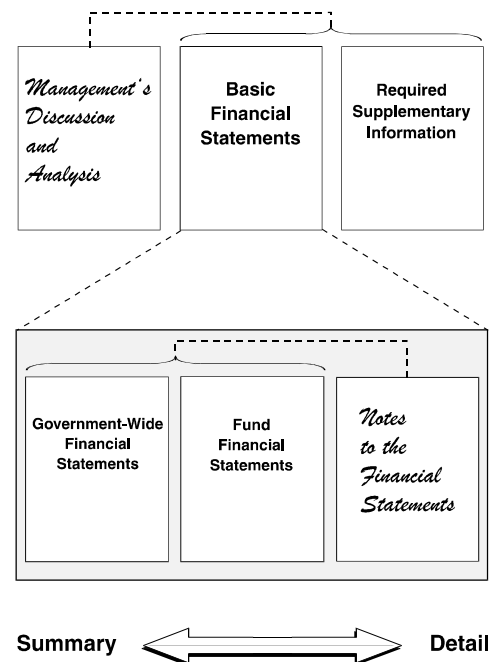 Management's
Discussion
and
Analysis
Basic
Financial
Statements
Required
Supplementary
Information
Government-Wide
Financial
Statements
Fund
Financial
Statements
Notes
to the
Financial
Statements
Summary
Detail